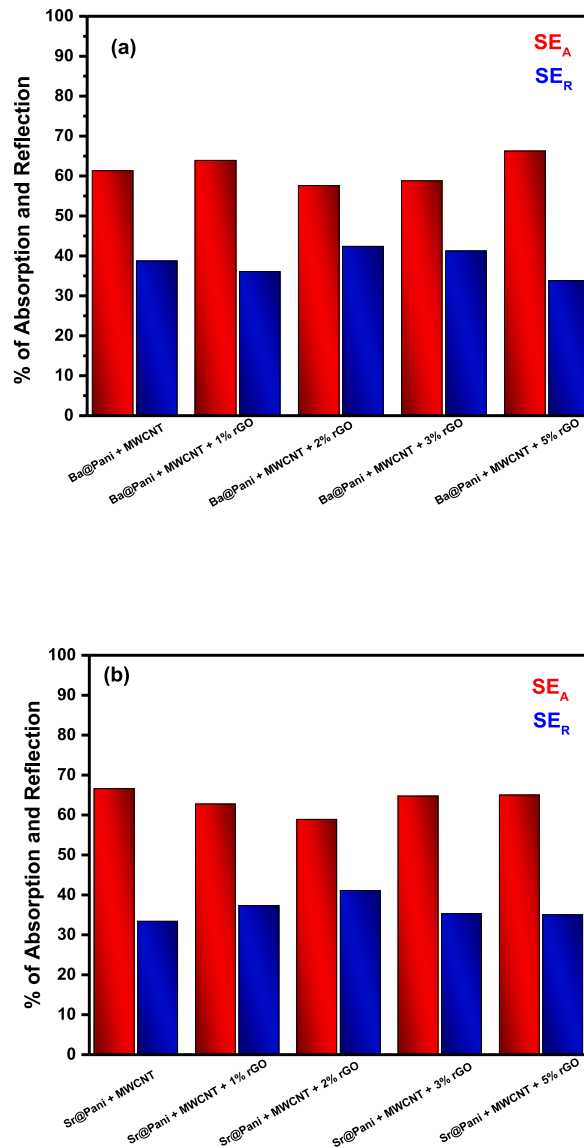 100
(a)
SE_A
90
SE_R
80
70
60
50
40
30
20
10
0
% of Absorption and Reflection
Ba@Pani + MWCNT
Ba@Pani + MWCNT + 1% rGO
Ba@Pani + MWCNT + 2% rGO
Ba@Pani + MWCNT + 3% rGO
Ba@Pani + MWCNT + 5% rGO
100
(b)
SE_A
90
SE_R
80
70
60
50
40
30
20
10
0
% of Absorption and Reflection
Sr@Pani + MWCNT
Sr@Pani + MWCNT + 1% rGO
Sr@Pani + MWCNT + 2% rGO
Sr@Pani + MWCNT + 3% rGO
Sr@Pani + MWCNT + 5% rGO